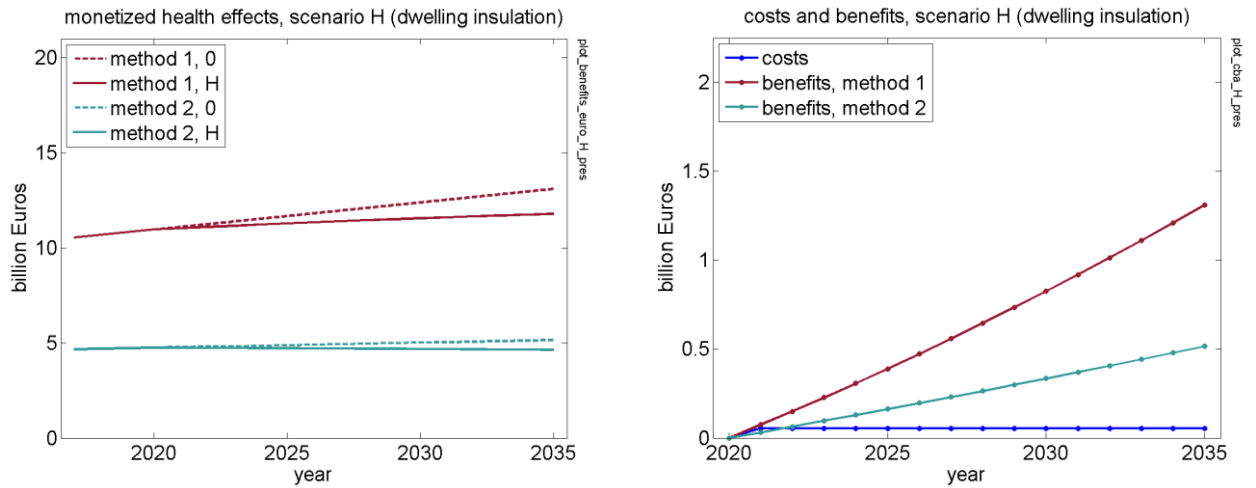 monetized health effects, scenario H (dwelling insulation)
20
15
10
5
0
billion Euros
method 1, 0
method 1, H
method 2, 0
method 2, H
2020
2025
2030
2035
year
plot_benefits_euro_H_pres
costs and benefits, scenario H (dwelling insulation)
2
1.5
1
0.5
0
billion Euros
costs
benefits, method 1
benefits, method 2
2020
2025
2030
2035
year
plot_cba_H_pres